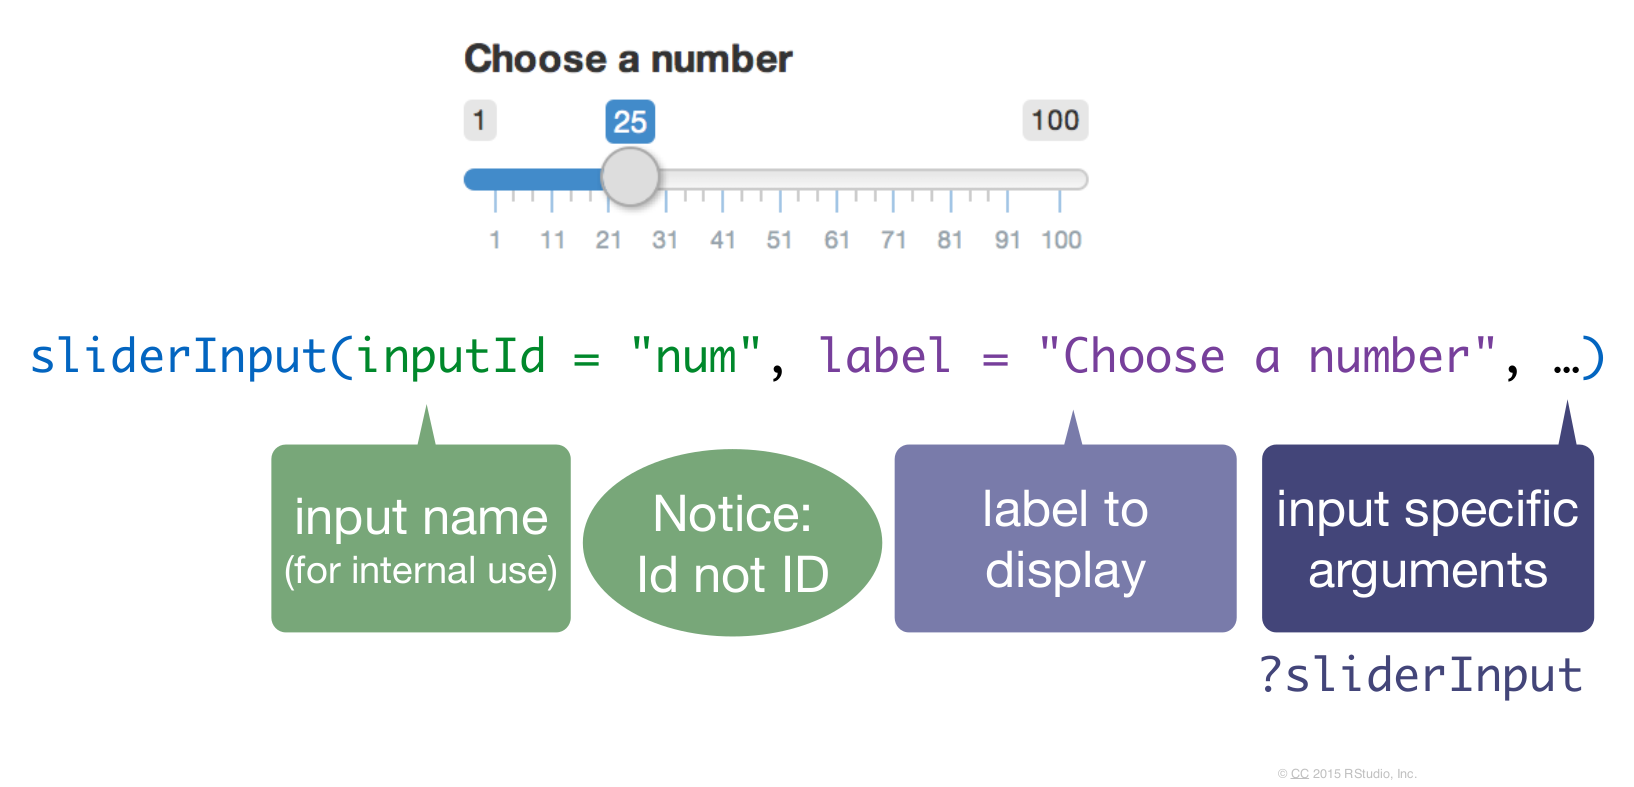 Choose a number
1 25 100
1 11 21 31 41 51 61 71 81 91 100
sliderInput(inputId = "num", label = "Choose a number", …)
input name
(for internal use)
Notice:
Id not ID
label to
display
input specific
arguments
?sliderInput
© CC 2015 RStudio, Inc.